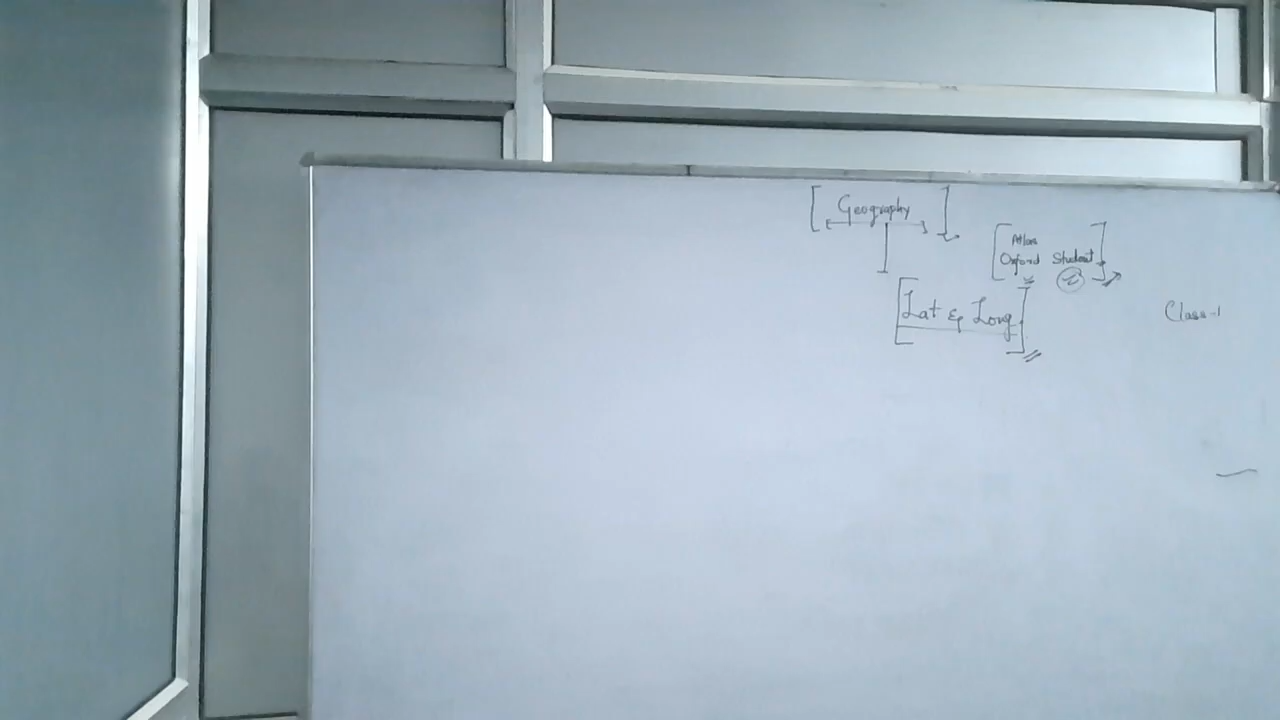 [Geography]
[Atlas
Oxford Student]
[Lat & Long]
Class-1